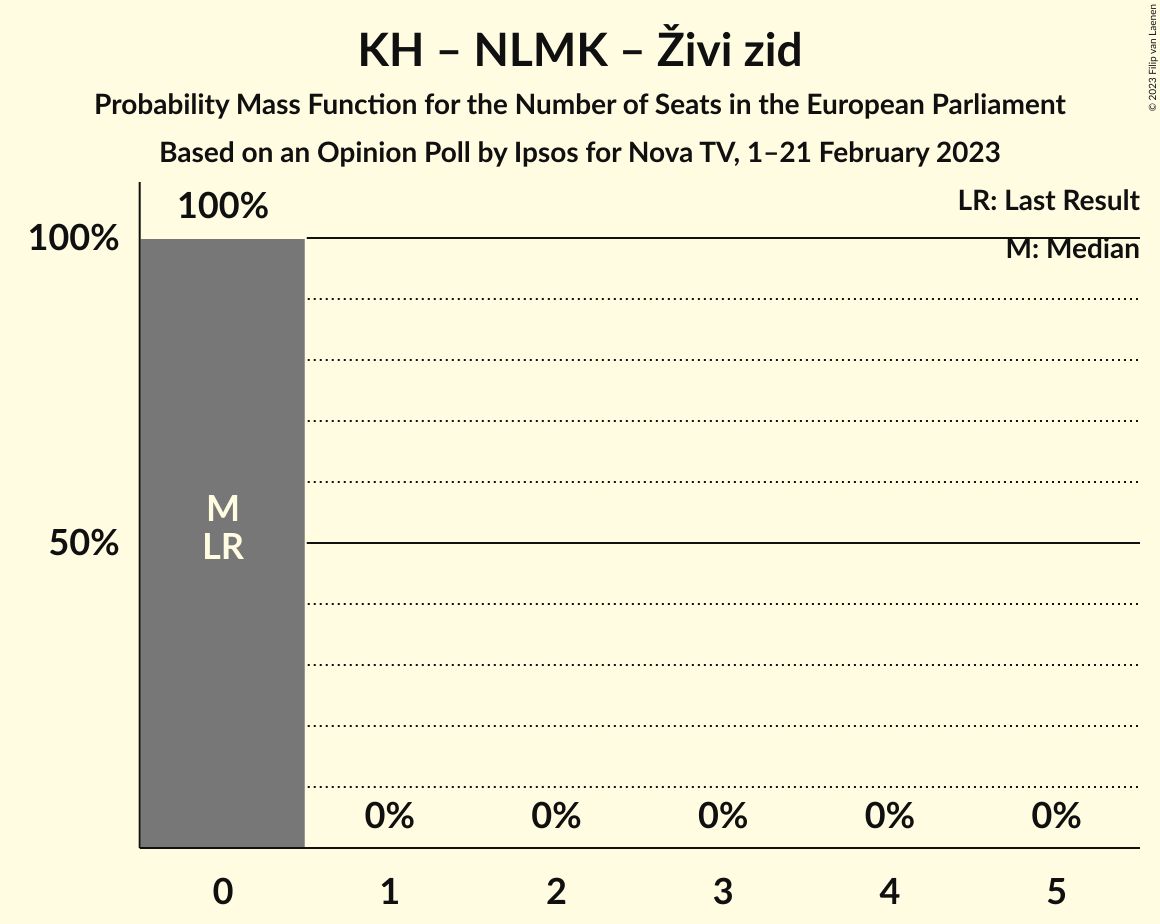 KH – NLMK – Živi zid
Probability Mass Function for the Number of Seats in the European Parliament
Based on an Opinion Poll by Ipsos for Nova TV, 1–21 February 2023
© 2023 Filip van Laenen
LR: Last Result
M: Median
100%
100%
50%
M
LR
0% 0% 0% 0% 0%
0 1 2 3 4 5